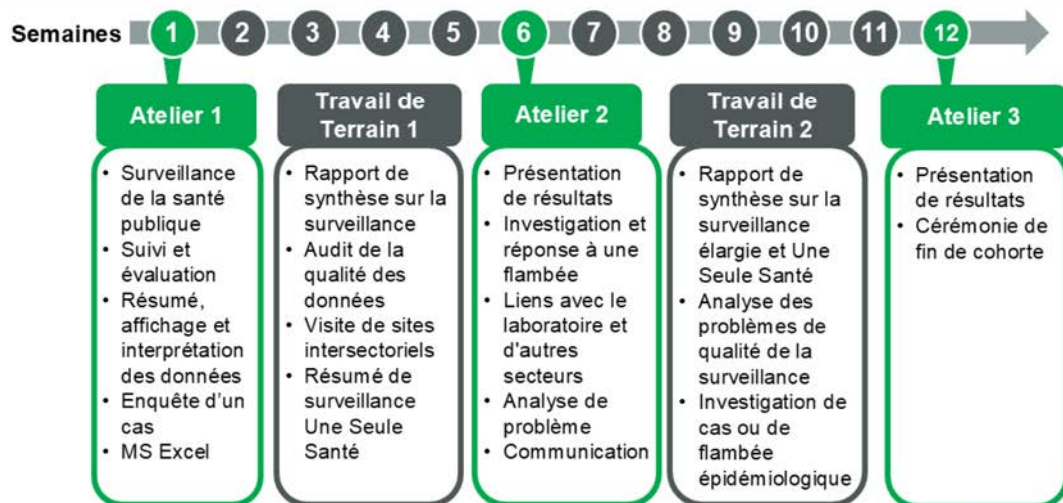 Semaines 1 2 3 4 5 6 7 8 9 10 11 12
Atelier 1
• Surveillance
de la santé
publique
• Suivi et
évaluation
• Résumé,
affichage et
interprétation
des données
• Enquête d'un
cas
• MS Excel
Travail de
Terrain 1
• Rapport de
synthèse sur la
surveillance
• Audit de la
qualité des
données
• Visite de sites
intersectoriels
• Résumé de
surveillance
Une Seule
Santé
Atelier 2
• Présentation
de résultats
• Investigation et
réponse à une
flambée
• Liens avec le
laboratoire et
d'autres
secteurs
• Analyse de
problème
• Communication
Travail de
Terrain 2
• Rapport de
synthèse sur la
surveillance
élargie et Une
Seule Santé
• Analyse des
problèmes de
qualité de la
surveillance
• Investigation de
cas ou de
flambée
épidémiologique
Atelier 3
• Présentation
de résultats
• Cérémonie de
fin de cohorte